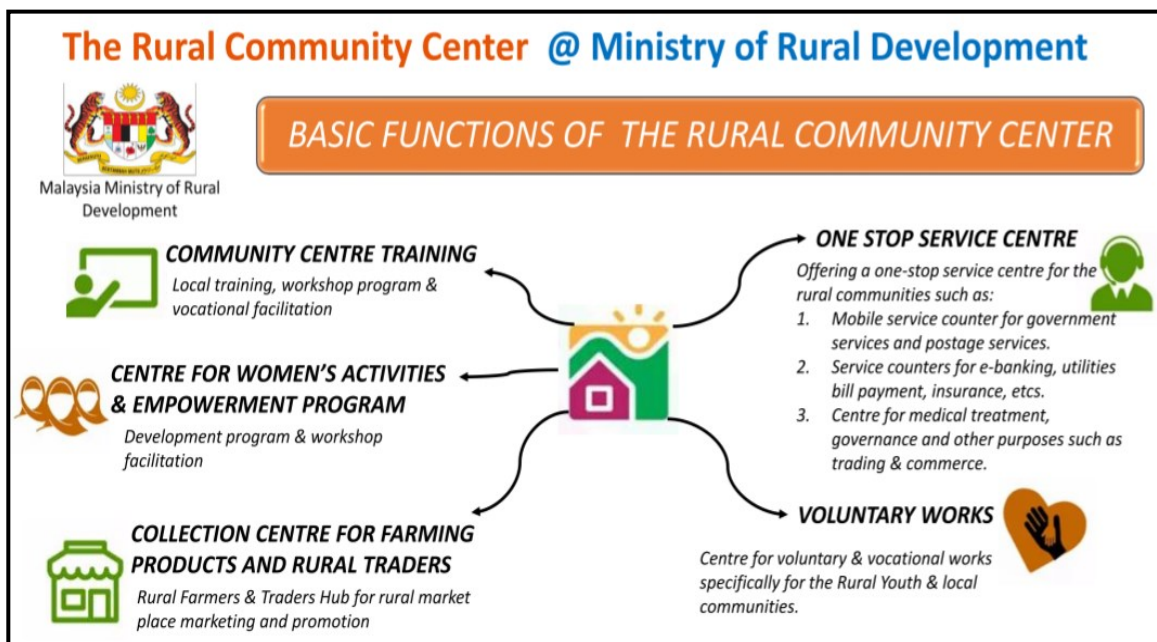 The Rural Community Center @ Ministry of Rural Development
BASIC FUNCTIONS OF THE RURAL COMMUNITY CENTER
Malaysia Ministry of Rural
Development
COMMUNITY CENTRE TRAINING
Local training, workshop program &
vocational facilitation
CENTRE FOR WOMEN'S ACTIVITIES
& EMPOWERMENT PROGRAM
Development program & workshop
facilitation
COLLECTION CENTRE FOR FARMING
PRODUCTS AND RURAL TRADERS
Rural Farmers & Traders Hub for rural market
place marketing and promotion
ONE STOP SERVICE CENTRE
Offering a one-stop service centre for the
rural communities such as:
1. Mobile service counter for government
services and postage services.
2. Service counters for e-banking, utilities
bill payment, insurance, etcs.
3. Centre for medical treatment,
governance and other purposes such as
trading & commerce.
VOLUNTARY WORKS
Centre for voluntary & vocational works
specifically for the Rural Youth & local
communities.